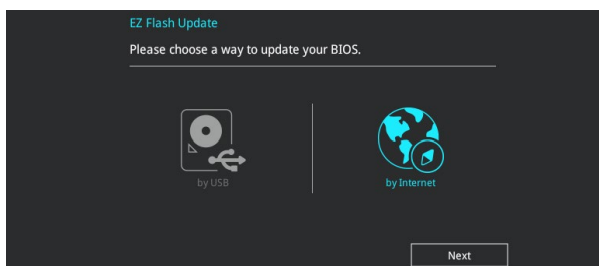 EZ Flash Update
Please choose a way to update your BIOS.
by USB
by Internet
Next